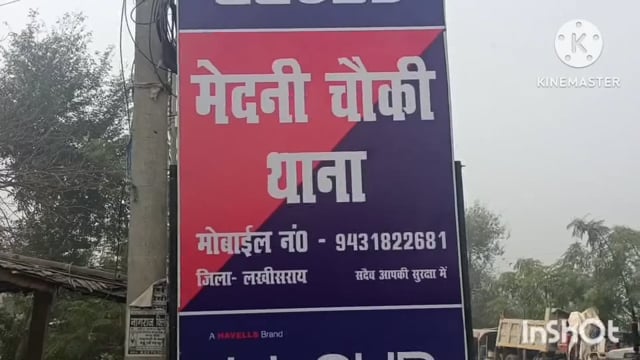 मेदनी चौकी
थाना
मोबाईल नं0 - 9431822681
जिला- लखीसराय सदैव आपकी सुरक्षा में
A HAVELLS Brand
KINEMASTER
InShot